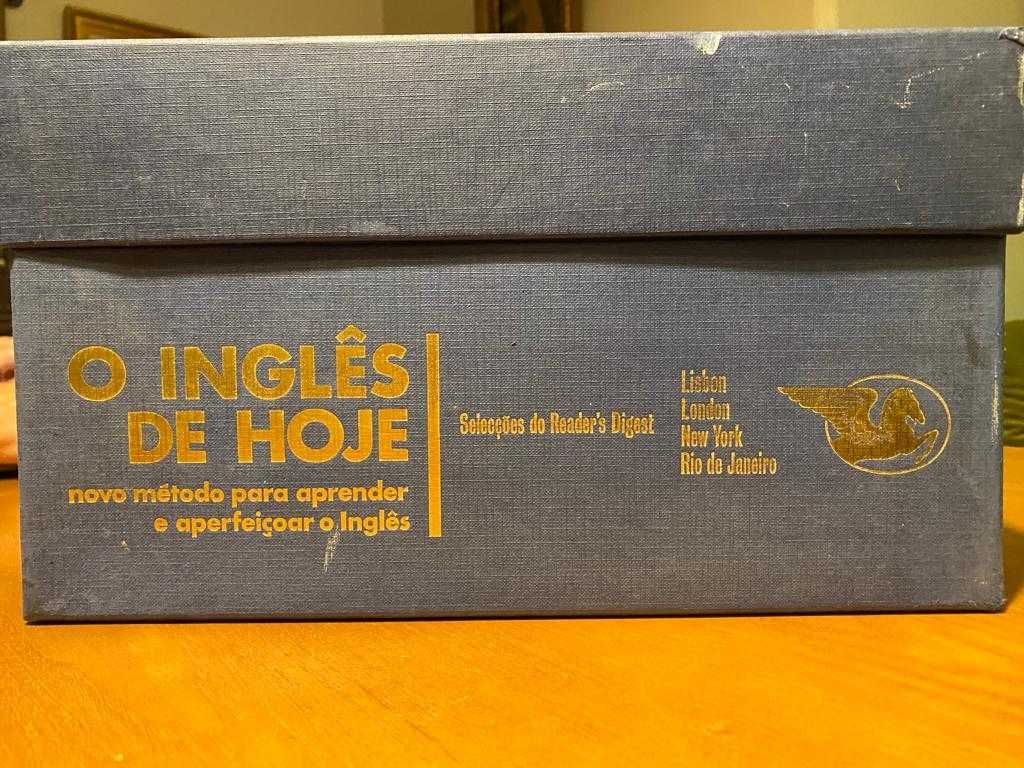 O INGLÊS
DE HOJE
novo método para aprender
e aperfeiçoar o Inglês
Selecções do Reader's Digest
Lisbon
London
New York
Rio de Janeiro